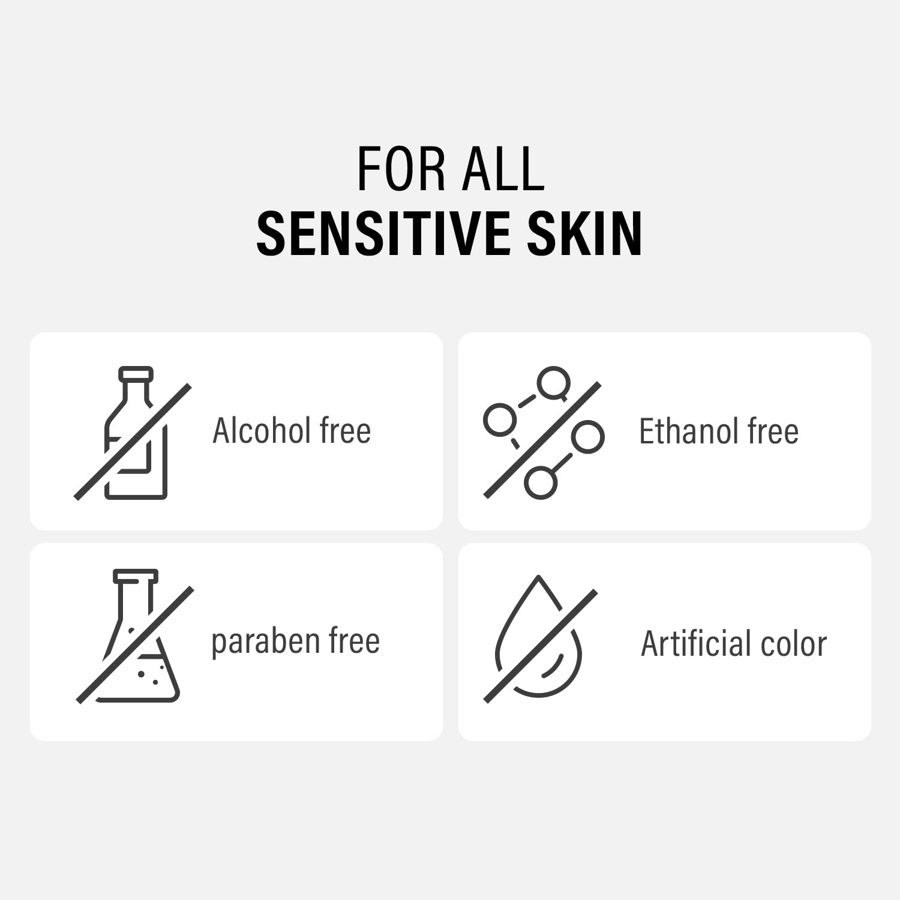 FOR ALL
SENSITIVE SKIN
Alcohol free
Ethanol free
paraben free
Artificial color